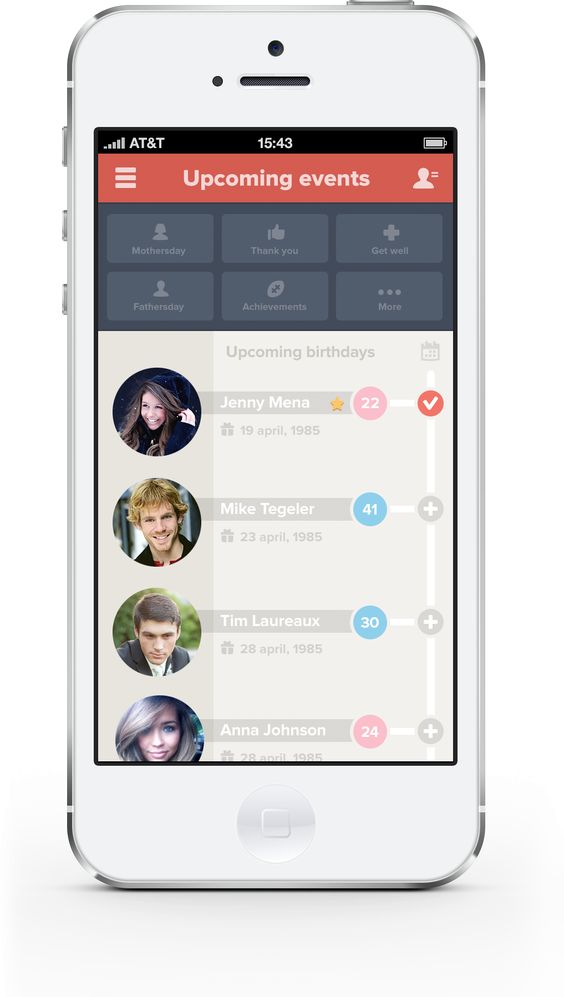 AT&T 15:43
Upcoming events
Mothersday Thank you Get well
Fathersday Achievements More
Upcoming birthdays
Jenny Mena 22
19 april, 1985
Mike Tegeler 41
23 april, 1985
Tim Laureaux 30
28 april, 1985
Anna Johnson 24
28 april, 1985